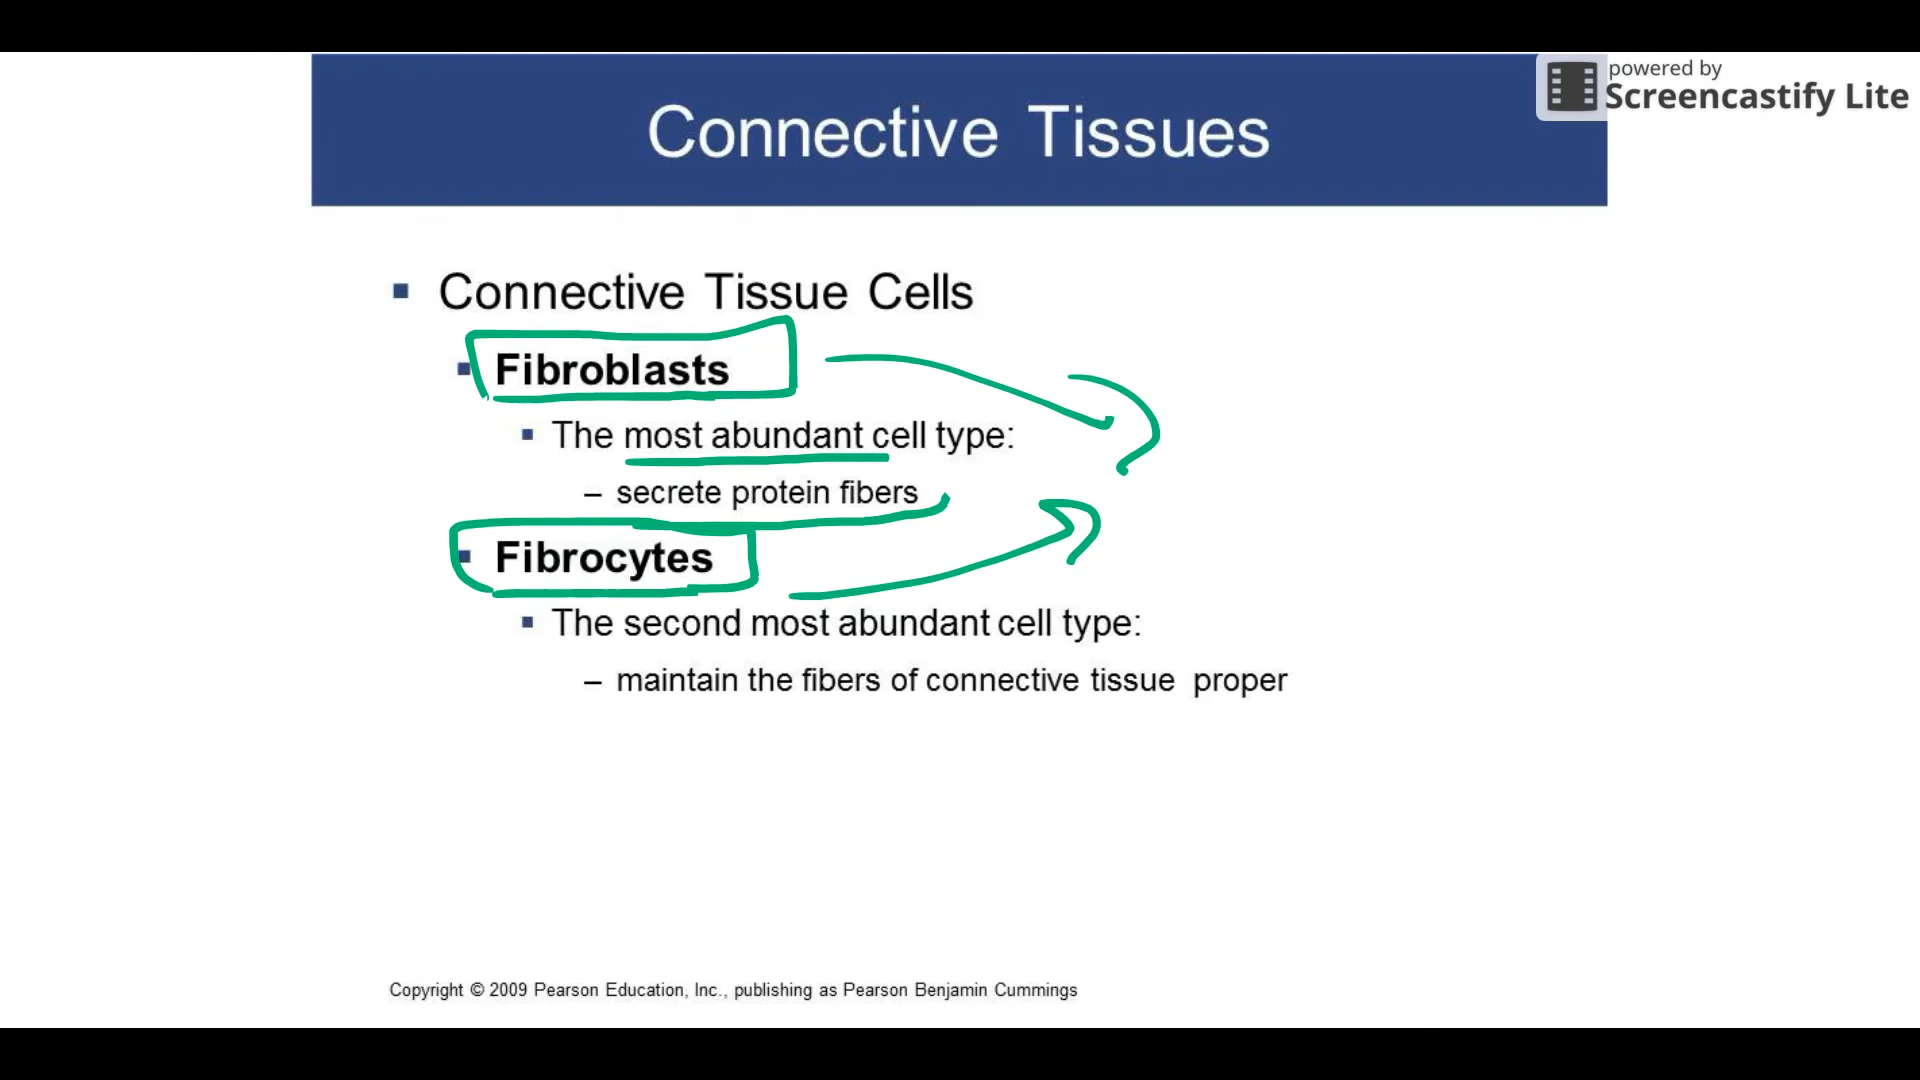 powered by
Screencastify Lite
Connective Tissues
Connective Tissue Cells
Fibroblasts
The most abundant cell type:
– secrete protein fibers
Fibrocytes
The second most abundant cell type:
– maintain the fibers of connective tissue proper
Copyright © 2009 Pearson Education, Inc., publishing as Pearson Benjamin Cummings